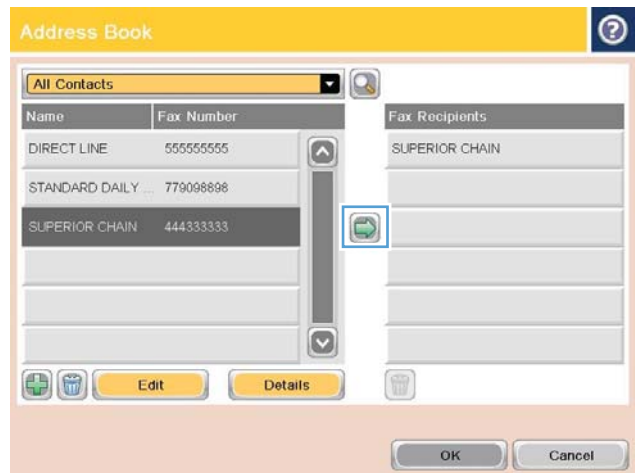 Address Book
?
All Contacts
Name Fax Number Fax Recipients
DIRECT LINE 555555555 SUPERIOR CHAIN
STANDARD DAILY ... 779098898
SUPERIOR CHAIN 444333333
Edit Details
OK Cancel